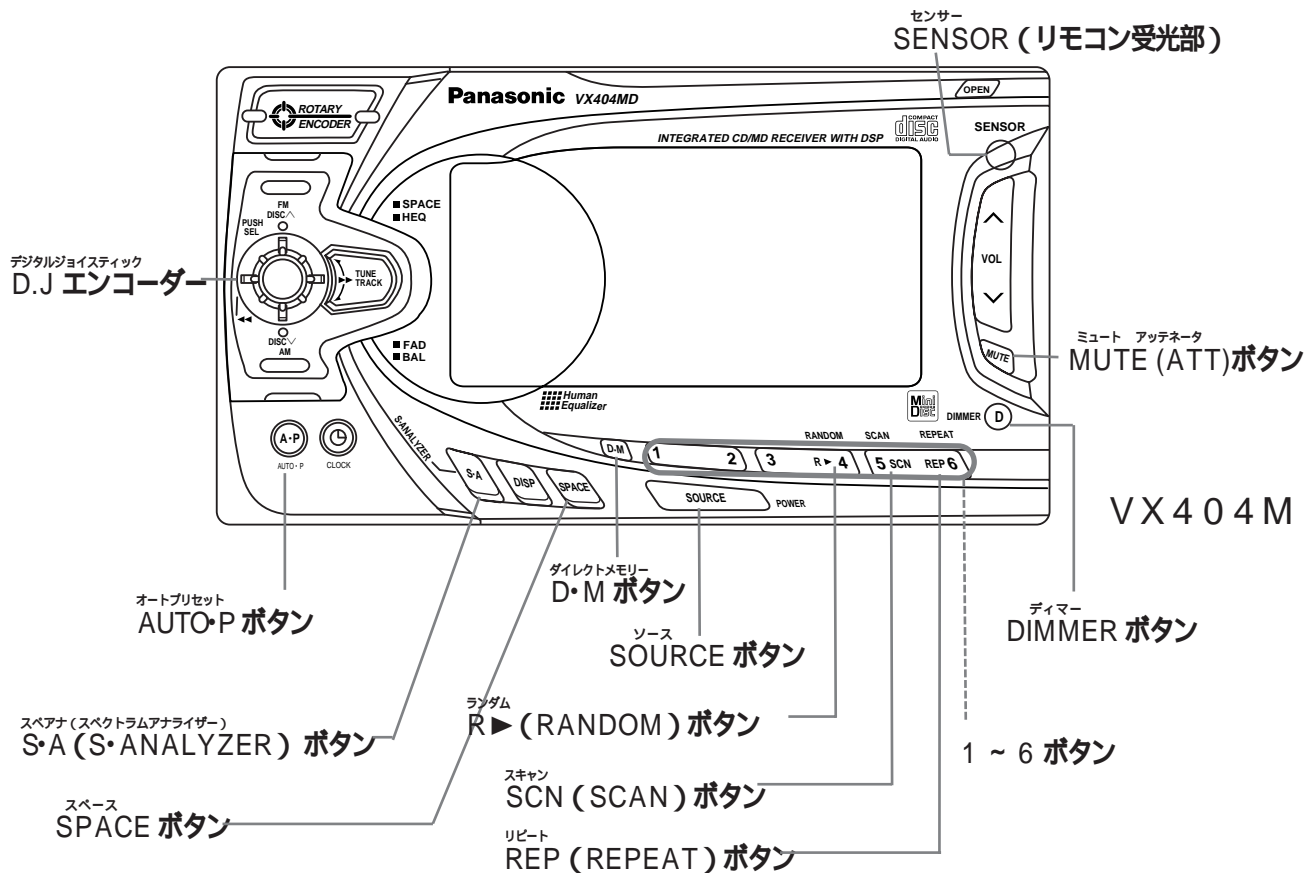 センサー
SENSOR (リモコン受光部)
ROTARY
ENCODER
Panasonic VX404MD
OPEN
COMPACT
disc
DIGITAL AUDIO
SENSOR
INTEGRATED CD/MD RECEIVER WITH DSP
FM
DISC∧
PUSH
SEL
■ SPACE
■ HEQ
VOL
デジタルジョイスティック
D.J エンコーダー
▶▶ TUNE
TRACK
◀◀
DISC∨
AM
■ FAD
■ BAL
MUTE
ミュート アッテネータ
MUTE (ATT)ボタン
Human
Equalizer
Mini
Disc
DIMMER D
A・P
AUTO・P
CLOCK
S・ANALYZER
RANDOM SCAN REPEAT
D・M 1 2 3 R▶4 5 SCN REP 6
S・A DISP SPACE
SOURCE POWER
VX404M
ダイレクトメモリー
D・M ボタン
オートプリセット
AUTO・P ボタン
ディマー
DIMMER ボタン
ソース
SOURCE ボタン
ランダム
R▶(RANDOM)ボタン
スペアナ(スペクトラムアナライザー)
S・A(S・ANALYZER) ボタン
1 ~ 6 ボタン
スキャン
SCN (SCAN)ボタン
スペース
SPACE ボタン
リピート
REP (REPEAT)ボタン